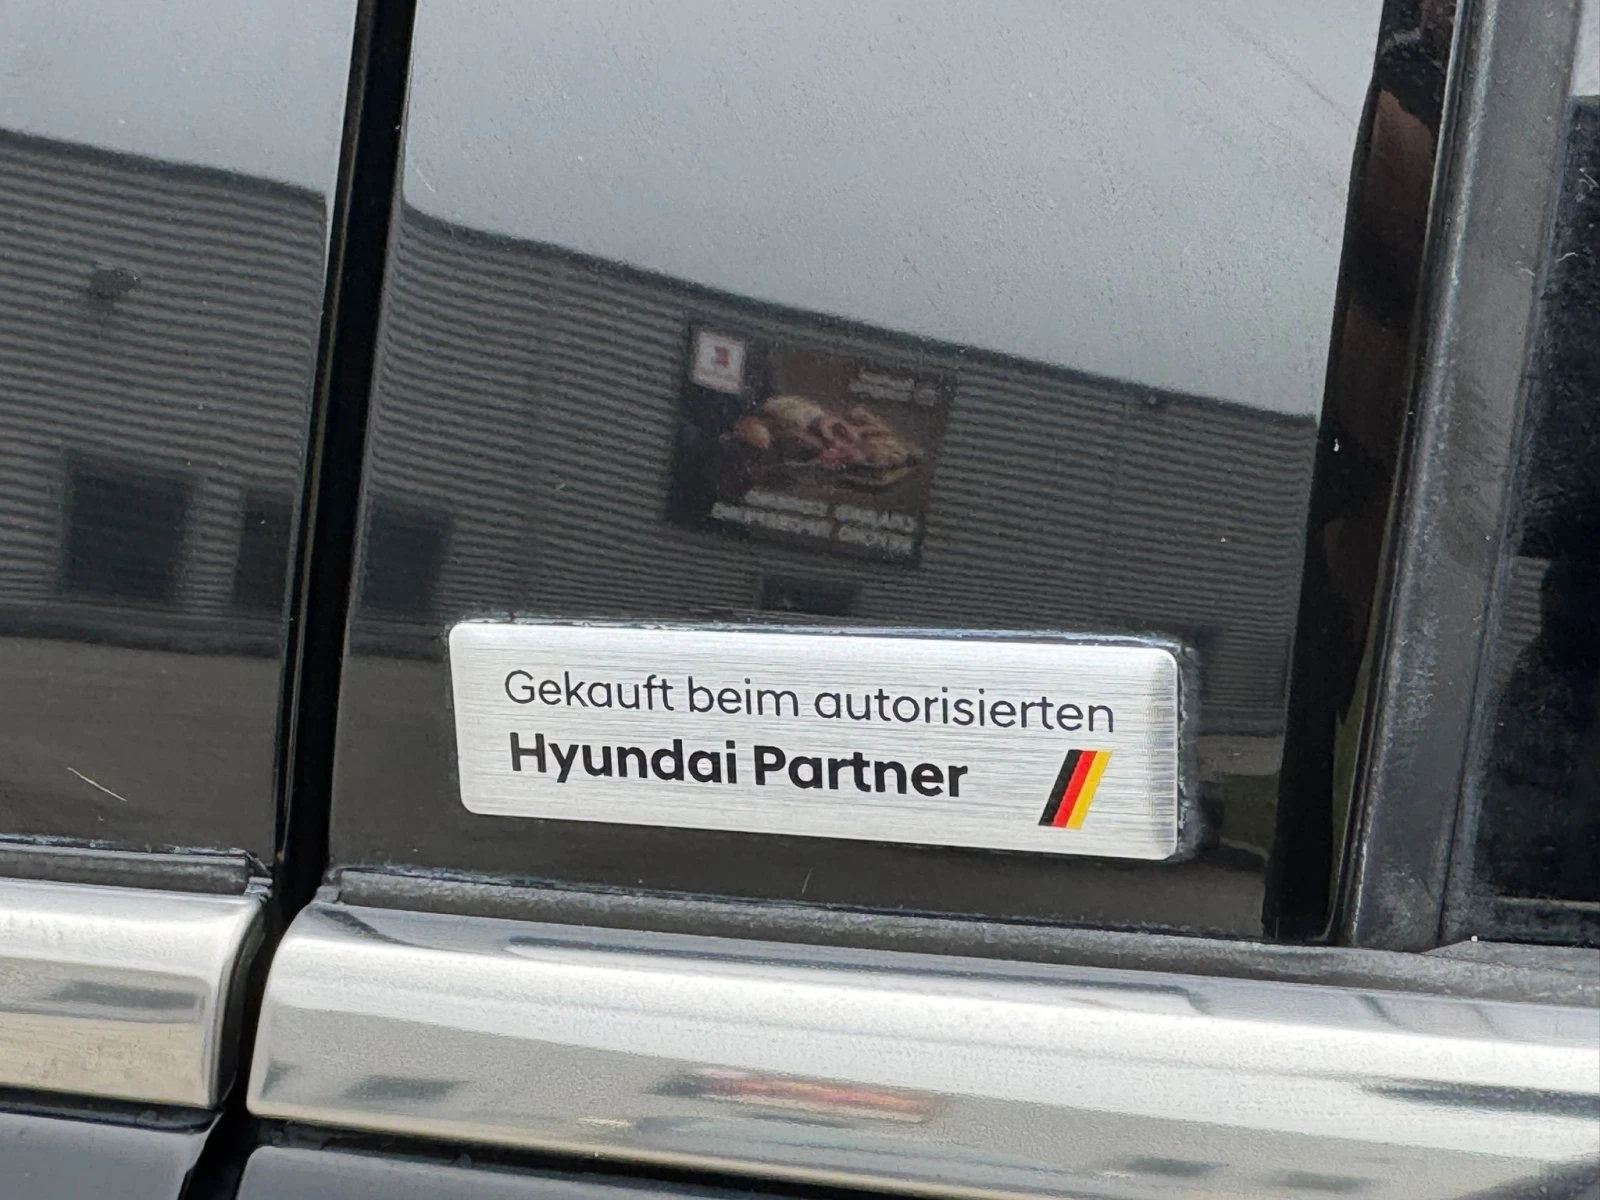 Gekauft beim autorisierten
Hyundai Partner